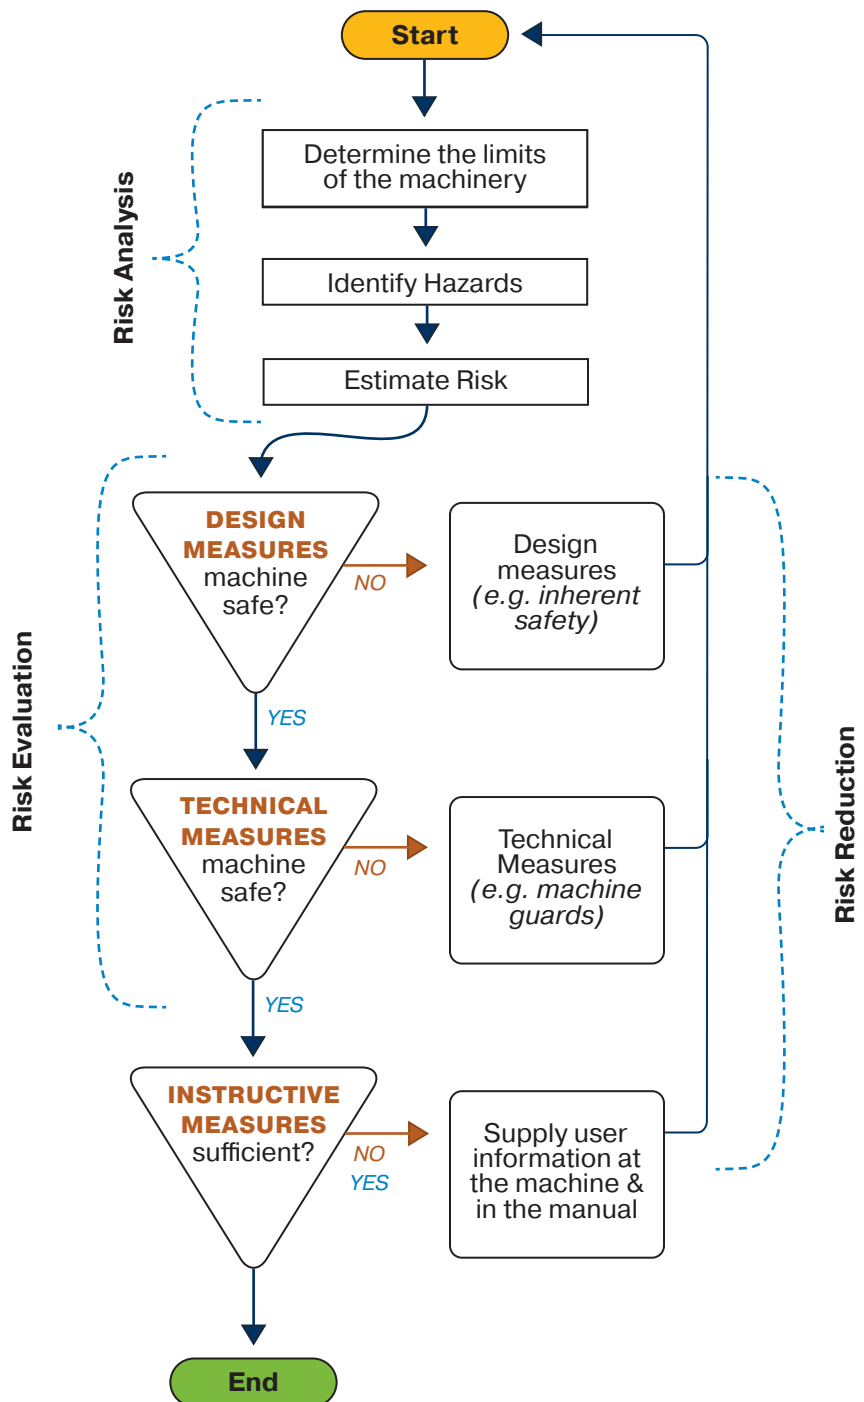 Start
Risk Analysis
Determine the limits
of the machinery
Identify Hazards
Estimate Risk
Risk Evaluation
DESIGN
MEASURES
machine
safe?
NO
YES
Design
measures
(e.g. inherent
safety)
TECHNICAL
MEASURES
machine
safe?
NO
YES
Technical
Measures
(e.g. machine
guards)
Risk Reduction
INSTRUCTIVE
MEASURES
sufficient?
NO
YES
Supply user
information at
the machine &
in the manual
End